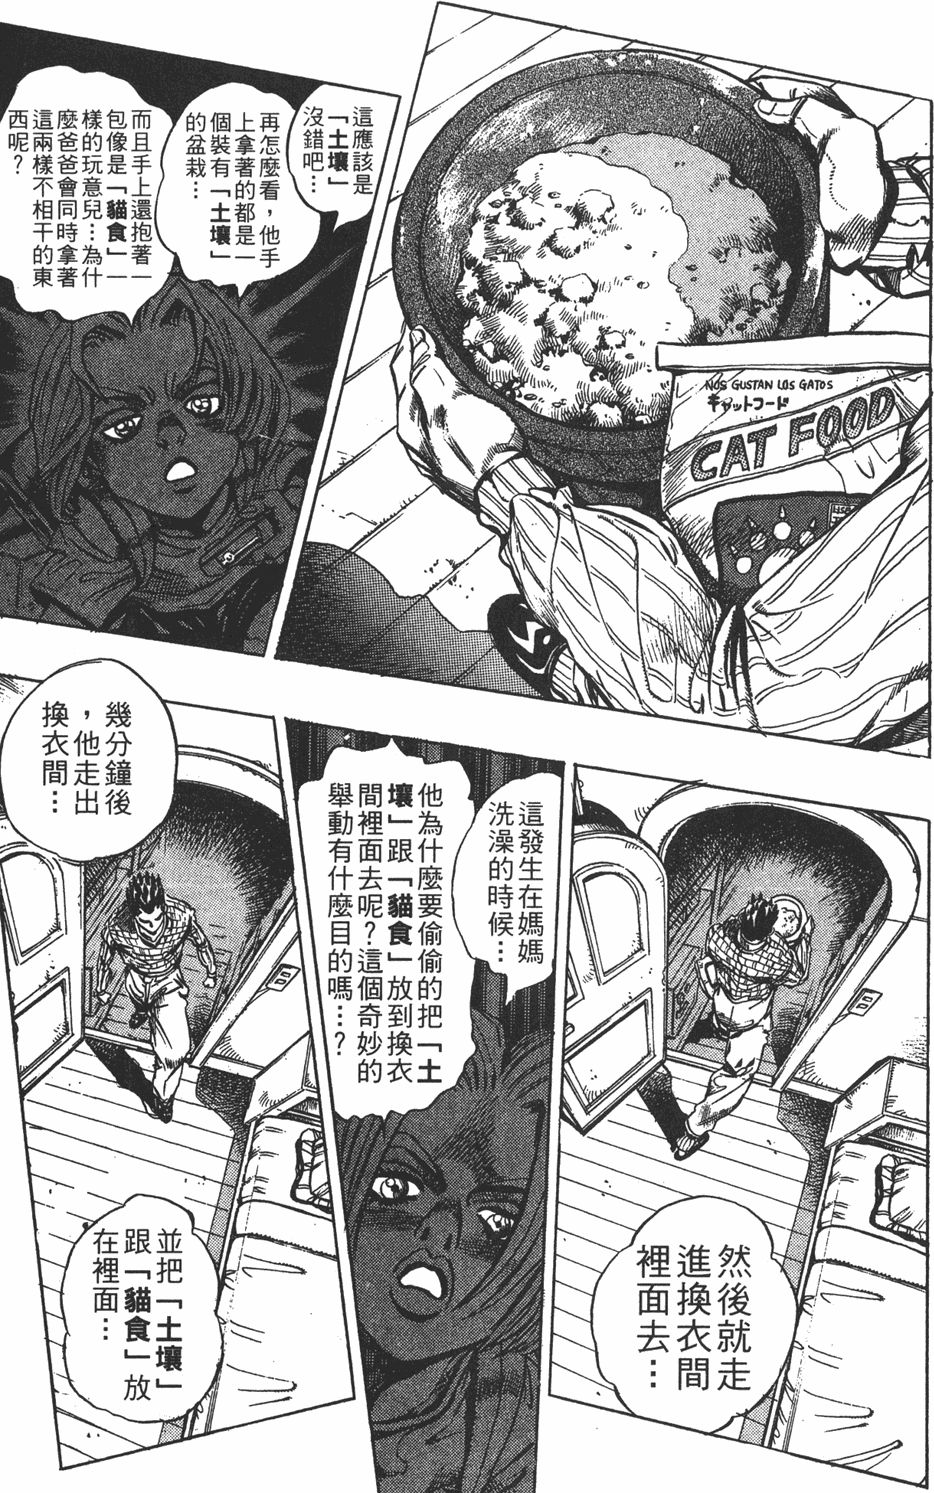 NOS GUSTAN LOS GATOS
キャットフード
CAT FOOD
這應該是
「土壤」
沒錯吧…
再怎麼看，他手
上拿著的都是一
個裝有「土壤」
的盆栽…
而且手上還抱著一
包像是「貓食」一
樣的玩意兒…為什
麼爸爸會同時拿著
這兩樣不相干的東
西呢？
然後就走
進換衣間
裡面去…
這發生在媽媽
洗澡的時候…
他為什麼要偷偷的把「土
壤」跟「貓食」放到換衣
間裡面去呢？這個奇妙的
舉動有什麼目的嗎…？
幾分鐘後
，他走出
換衣間…
並把「土壤」
跟「貓食」放
在裡面…